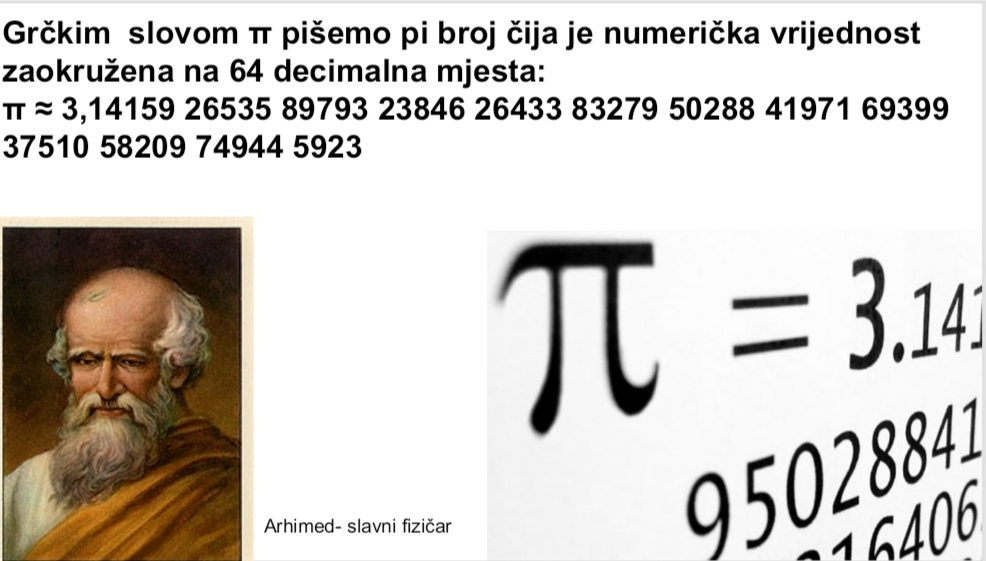 Grčkim slovom π pišemo pi broj čija je numerička vrijednost
zaokružena na 64 decimalna mjesta:
π ≈ 3,14159 26535 89793 23846 26433 83279 50288 41971 69399
37510 58209 74944 5923
π = 3.141
95028841
16406
Arhimed- slavni fizičar